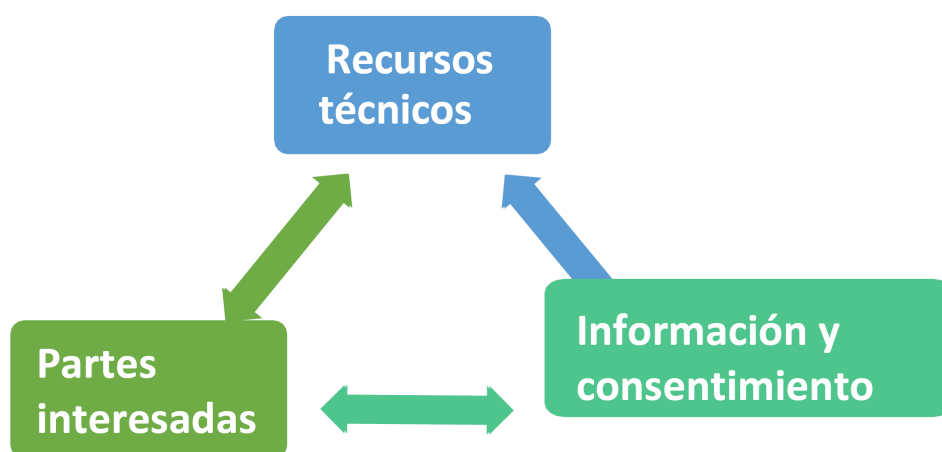 Recursos
técnicos
Información y
consentimiento
Partes
interesadas